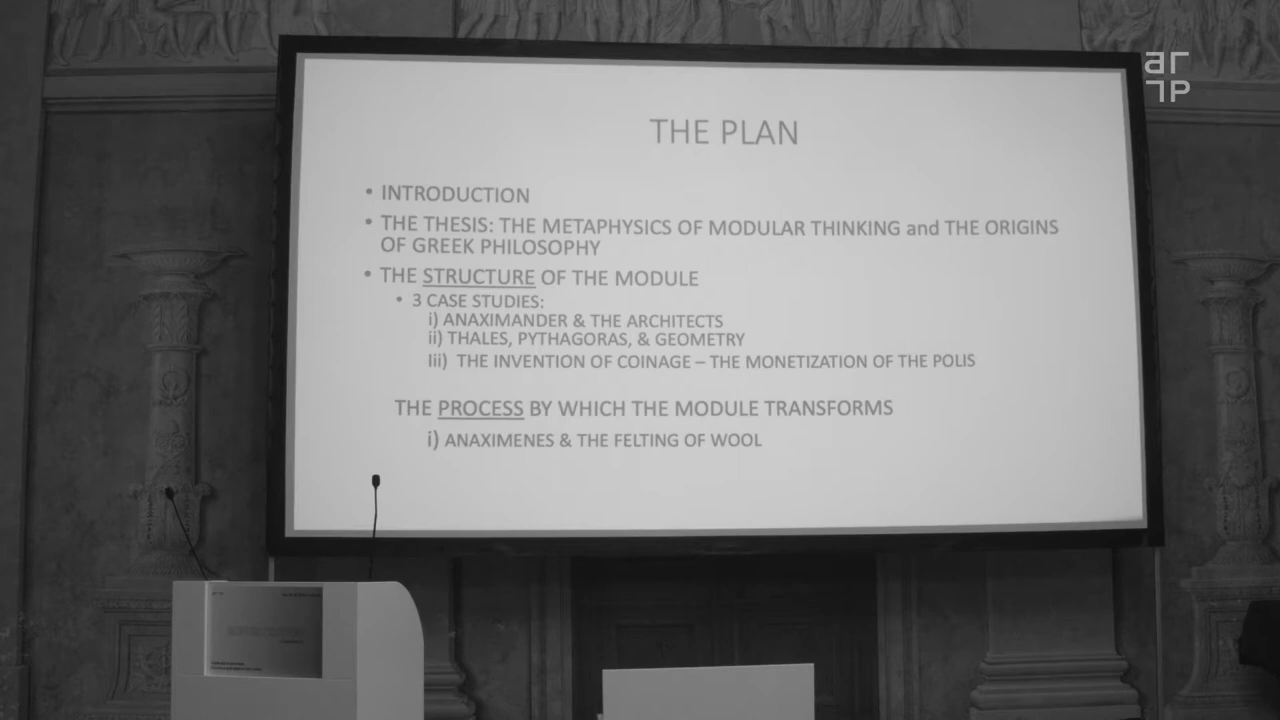 ar
THE PLAN
• INTRODUCTION
• THE THESIS: THE METAPHYSICS OF MODULAR THINKING and THE ORIGINS
OF GREEK PHILOSOPHY
• THE STRUCTURE OF THE MODULE
• 3 CASE STUDIES:
i) ANAXIMANDER & THE ARCHITECTS
ii) THALES, PYTHAGORAS, & GEOMETRY
Iii) THE INVENTION OF COINAGE – THE MONETIZATION OF THE POLIS
THE PROCESS BY WHICH THE MODULE TRANSFORMS
i) ANAXIMENES & THE FELTING OF WOOL